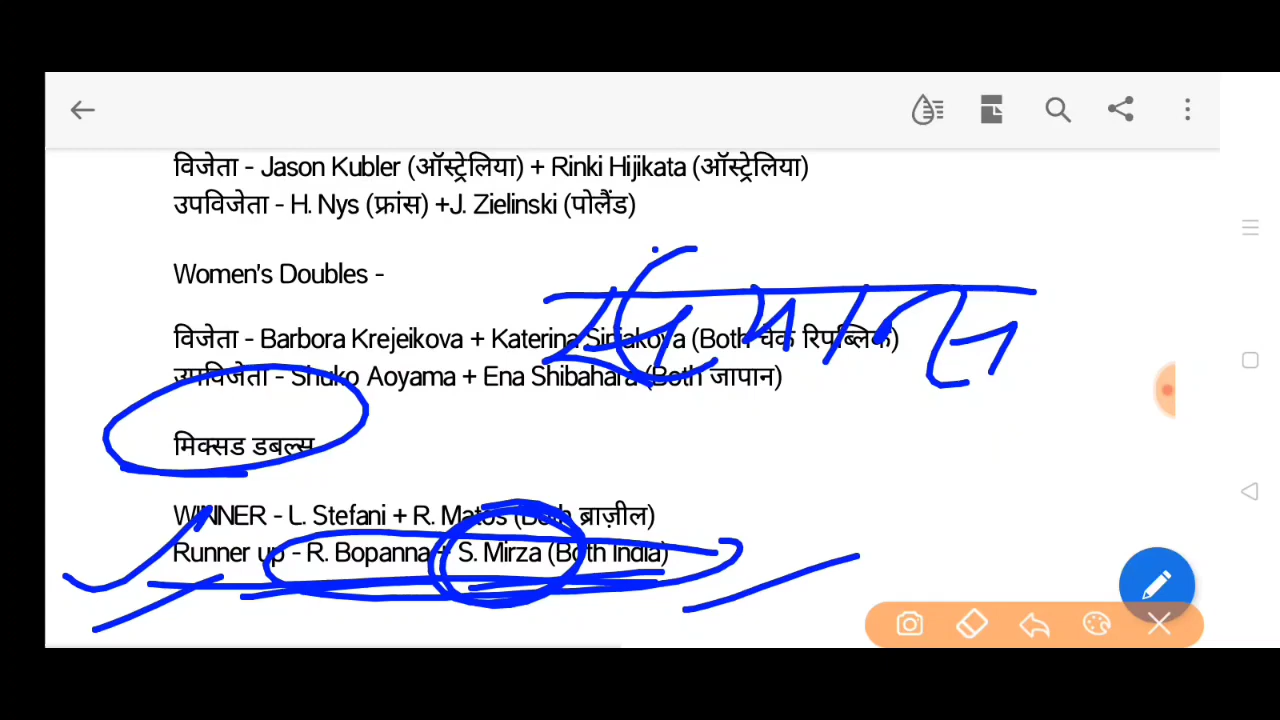 विजेता - Jason Kubler (ऑस्ट्रेलिया) + Rinki Hijikata (ऑस्ट्रेलिया)
उपविजेता - H. Nys (फ्रांस) +J. Zielinski (पोलैंड)
Women's Doubles -
विजेता - Barbora Krejeikova + Katerina Siniakova (Both चेक रिपब्लिक)
उपविजेता - Shuko Aoyama + Ena Shibahara (Both जापान)
मिक्सड डबल्स
WINNER - L. Stefani + R. Matos (Both ब्राज़ील)
Runner up - R. Bopanna + S. Mirza (Both India)